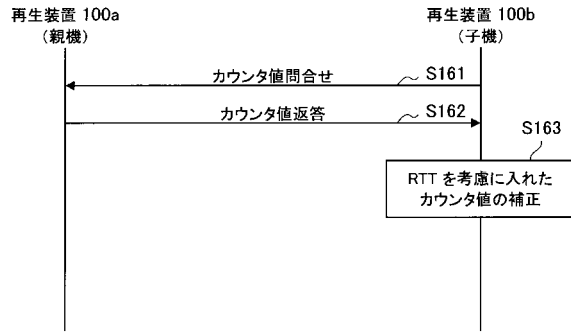 再生装置 100a
(親機)
再生装置 100b
(子機)
カウンタ値問合せ
S161
カウンタ値返答
S162
S163
RTT を考慮に入れた
カウンタ値の補正